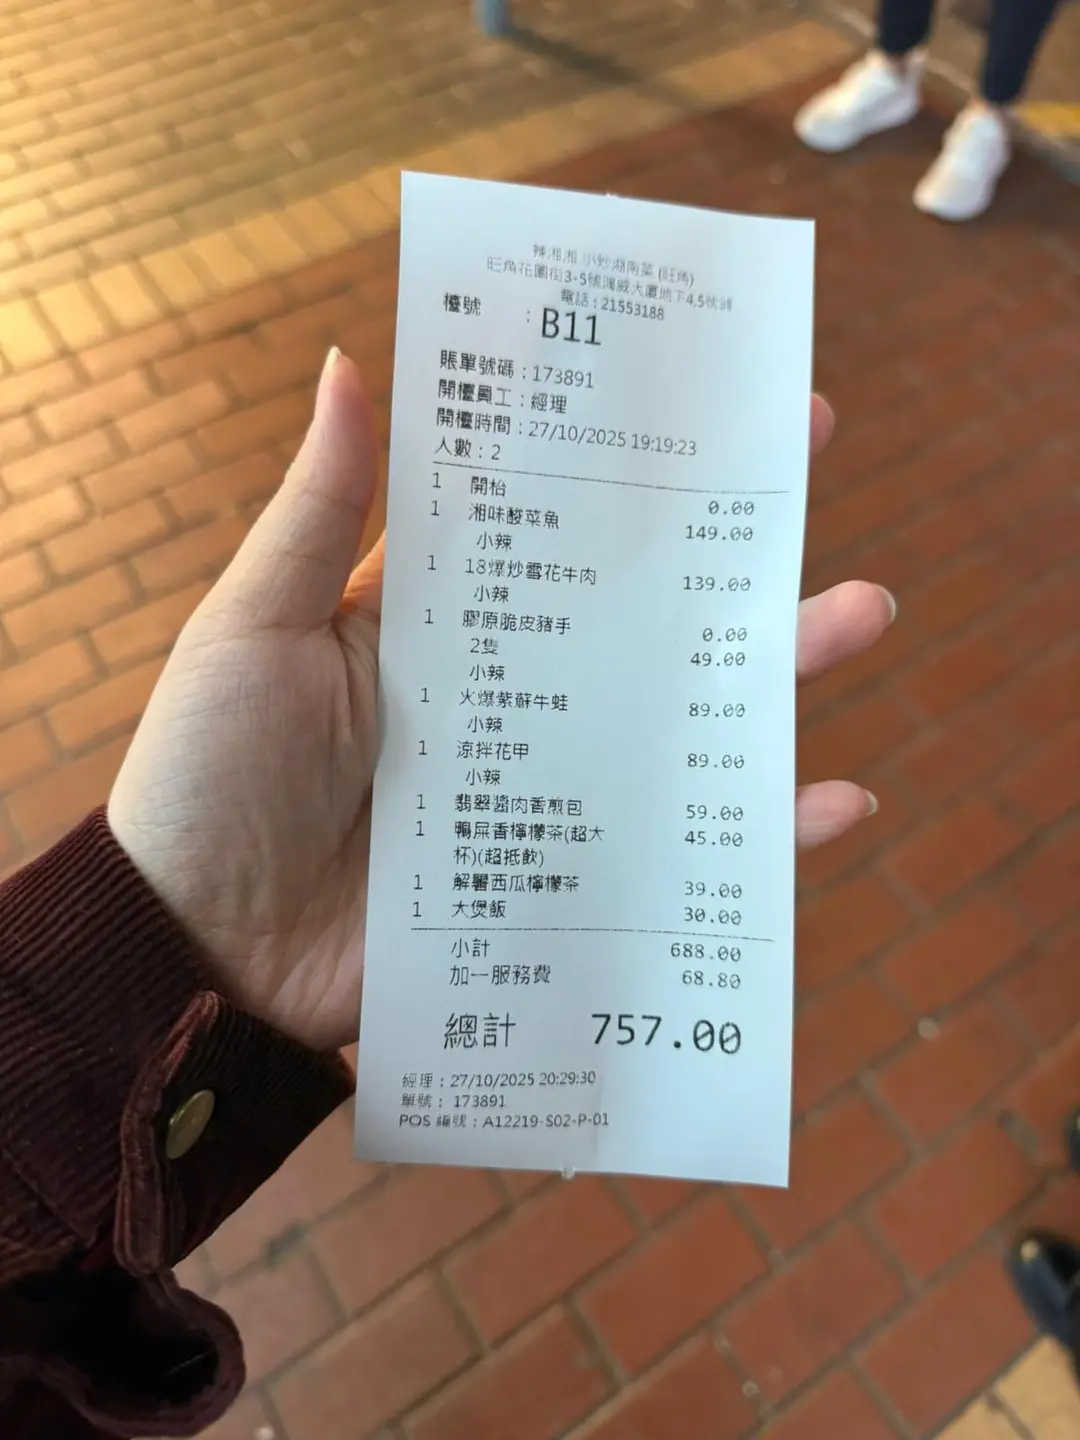 辣湘湘 小炒湖南菜 (旺角)
旺角花園街3-5號鴻威大廈地下4,5號舖
電話：21553188
檯號 : B11
賬單號碼：173891
開檯員工：經理
開檯時間：27/10/2025 19:19:23
人數：2
1 開枱 0.00
1 湘味酸菜魚 149.00
小辣
1 18爆炒雪花牛肉 139.00
小辣
1 膠原脆皮豬手 0.00
2隻 49.00
小辣
1 火爆紫蘇牛蛙 89.00
小辣
1 涼拌花甲 89.00
小辣
1 翡翠醬肉香煎包 59.00
1 鴨屎香檸檬茶(超大 45.00
杯)(超抵飲)
1 解暑西瓜檸檬茶 39.00
1 大煲飯 30.00
小計 688.00
加一服務費 68.80
總計 757.00
經理：27/10/2025 20:29:30
單號： 173891
POS 編號：A12219-S02-P-01